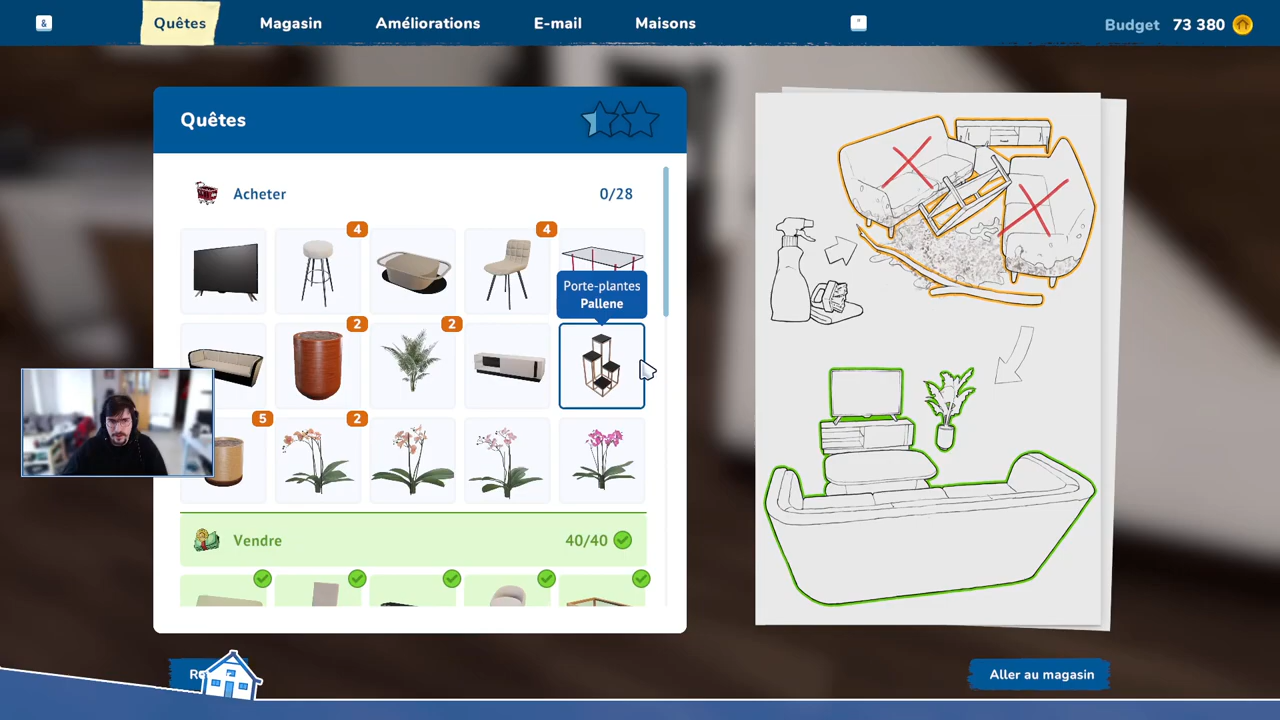 &
Quêtes
Magasin
Améliorations
E-mail
Maisons
"
Budget 73 380
Quêtes
Acheter
0/28
4
4
Porte-plantes
Pallene
2
2
5
2
Vendre
40/40
Aller au magasin